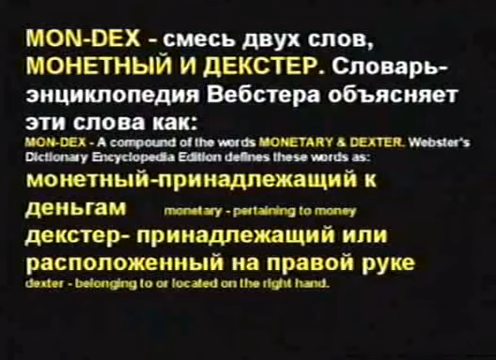 MON-DEX - смесь двух слов,
МОНЕТНЫЙ И ДЕКСТЕР. Словарь-
энциклопедия Вебстера объясняет
эти слова как:
MON-DEX - A compound of the words MONETARY & DEXTER. Webster's
Dictionary Encyclopedia Edition defines these words as:
монетный-принадлежащий к
деньгам monetary - pertaining to money
декстер- принадлежащий или
расположенный на правой руке
dexter - belonging to or located on the right hand.